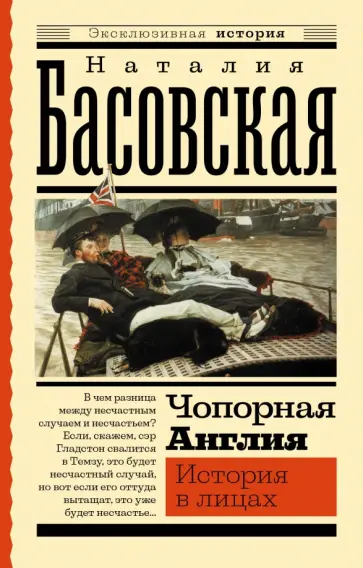 Эксклюзивная история
Наталия
Басовская
В чем разница
между несчастным
случаем и несчастьем?
Если, скажем, сэр
Гладстон свалится
в Темзу, это будет
несчастный случай,
но вот если его оттуда
вытащат, это уже
будет несчастье...
Чопорная
Англия
История
в лицах